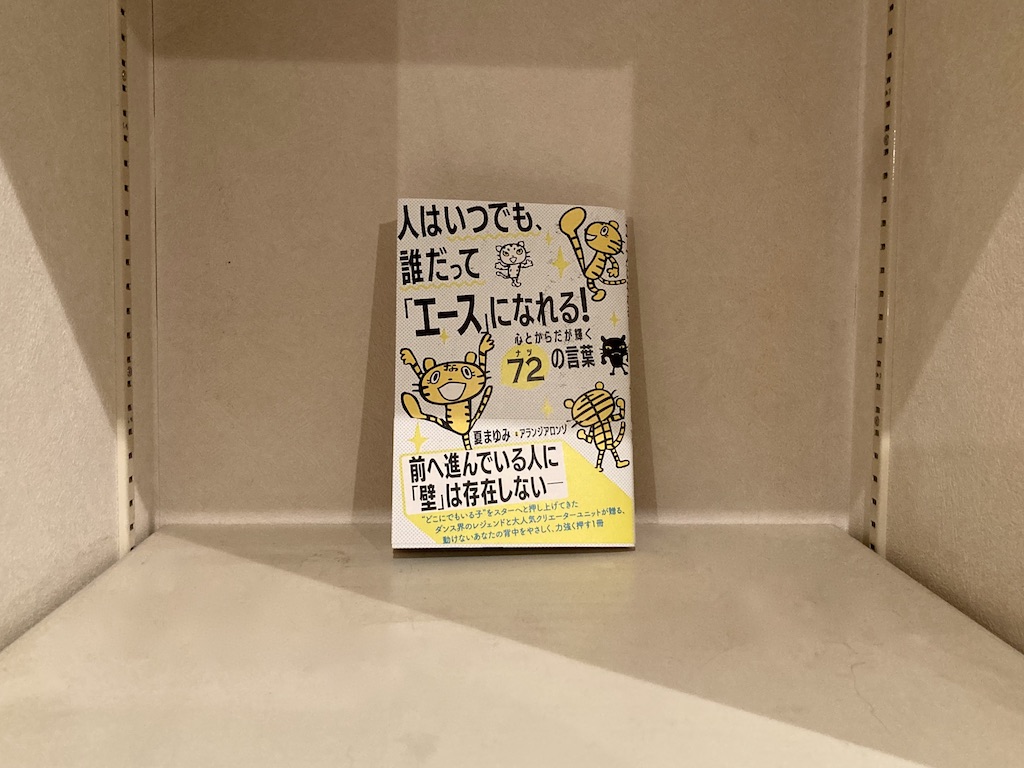 人はいつでも、
誰だって
「エース」になれる!
心とからだが輝く
ナツ
72の言葉
夏まゆみ & アランジアロンゾ
前へ進んでいる人に
「壁」は存在しない─
"どこにでもいる子"をスターへと押し上げてきた
ダンス界のレジェンドと大人気クリエーターユニットが贈る、
動けないあなたの背中をやさしく、力強く押す1冊